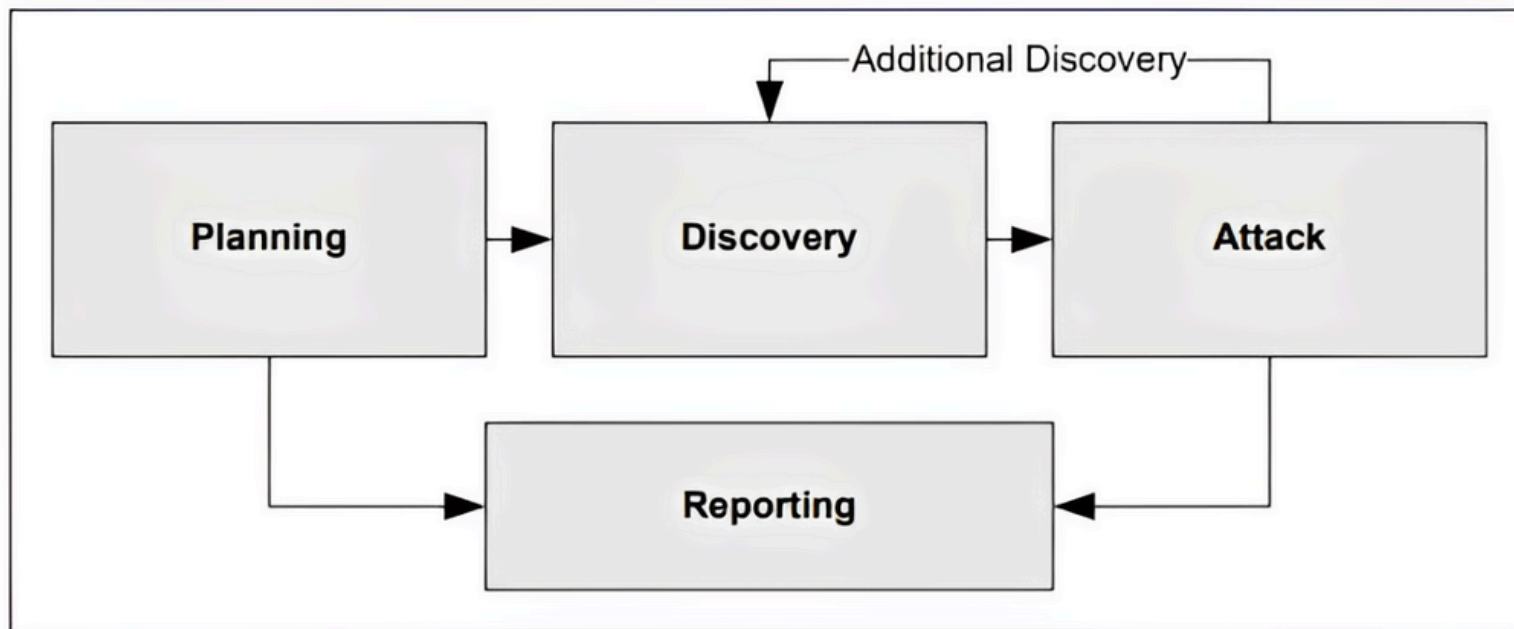 Additional Discovery
Planning
Discovery
Attack
Reporting